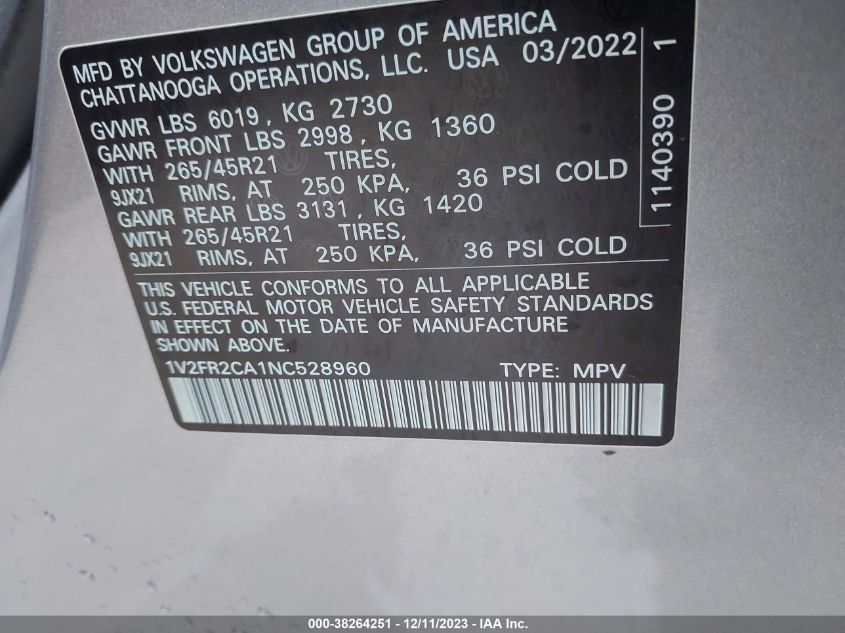 MFD BY VOLKSWAGEN GROUP OF AMERICA
CHATTANOOGA OPERATIONS, LLC. USA 03/2022 1
GVWR LBS 6019, KG 2730
GAWR FRONT LBS 2998, KG 1360
WITH 265/45R21 TIRES,
9JX21 RIMS, AT 250 KPA, 36 PSI COLD
GAWR REAR LBS 3131, KG 1420
WITH 265/45R21 TIRES,
9JX21 RIMS, AT 250 KPA, 36 PSI COLD
1140390
THIS VEHICLE CONFORMS TO ALL APPLICABLE
U.S. FEDERAL MOTOR VEHICLE SAFETY STANDARDS
IN EFFECT ON THE DATE OF MANUFACTURE
SHOWN ABOVE.
1V2FR2CA1NC528960 TYPE: MPV
000-38264251 - 12/11/2023 - IAA Inc.